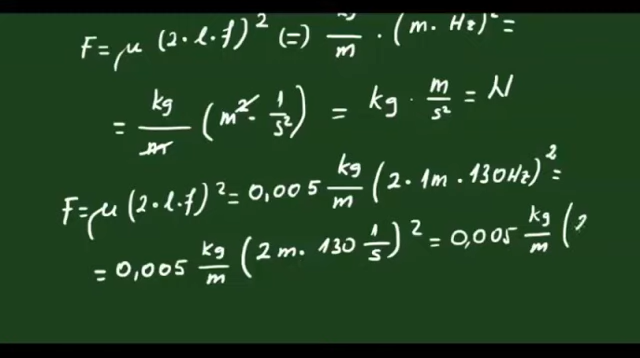 F = μ (2·l·f)² (=) kg/m · (m·Hz)² =
= kg/m (m²· 1/s²) = kg · m/s² = N
F = μ (2·l·f)² = 0,005 kg/m (2·1m·130Hz)² =
= 0,005 kg/m (2m·130 1/s)² = 0,005 kg/m (2